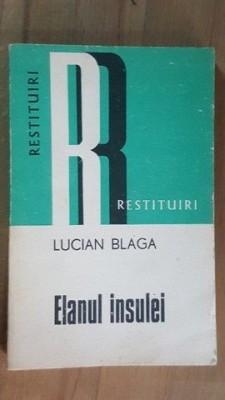 RESTITUIRI
R
RESTITUIRI
LUCIAN BLAGA
Elanul insulei